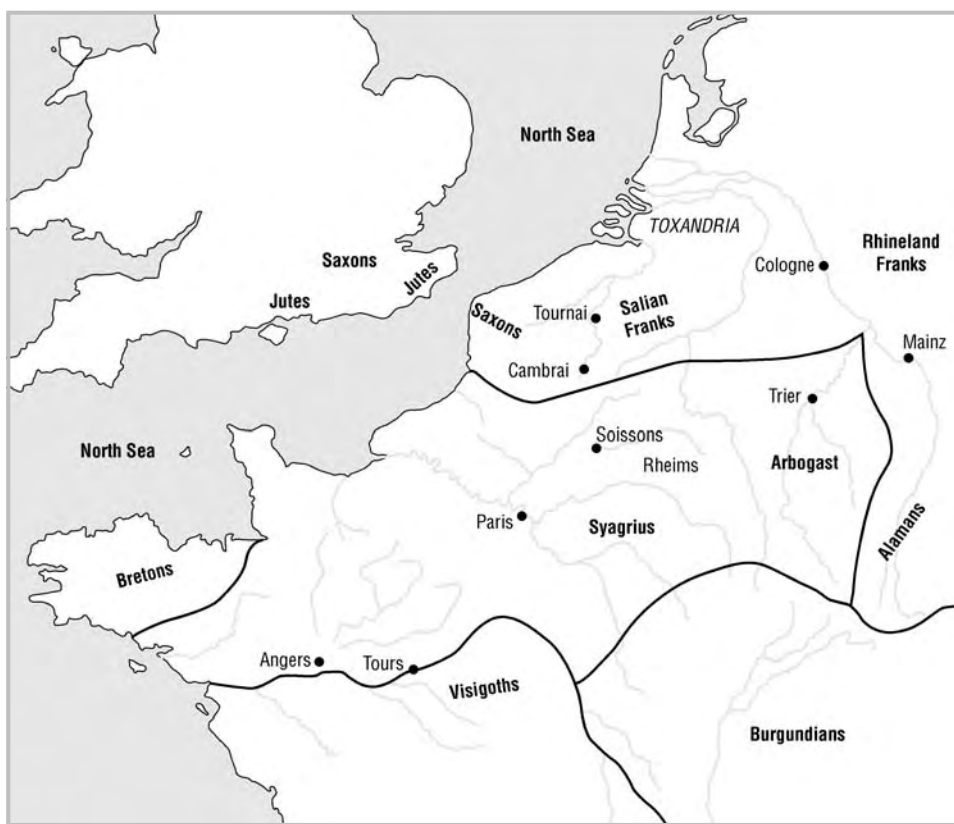 North Sea
TOXANDRIA
Rhineland
Franks
Saxons
Cologne
Jutes
Jutes
Saxons
Tournai
Salian
Franks
Mainz
Cambrai
Trier
North Sea
Soissons
Rheims
Arbogast
Paris
Syagrius
Alamans
Bretons
Angers
Tours
Visigoths
Burgundians